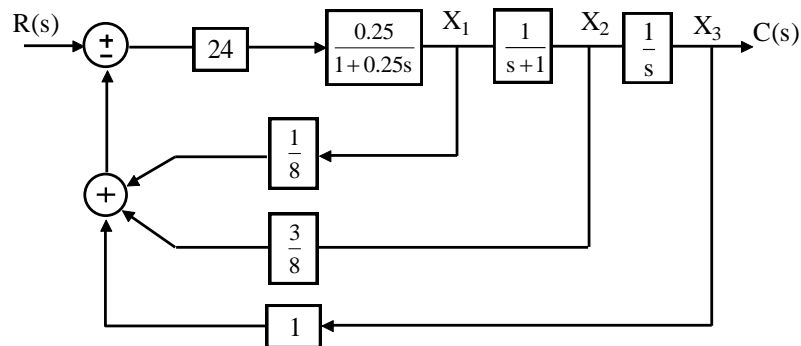 R(s)
±
−
24
0.25
1+0.25s
X₁
1
s+1
X₂
1
s
X₃
C(s)
1
8
+
3
8
1